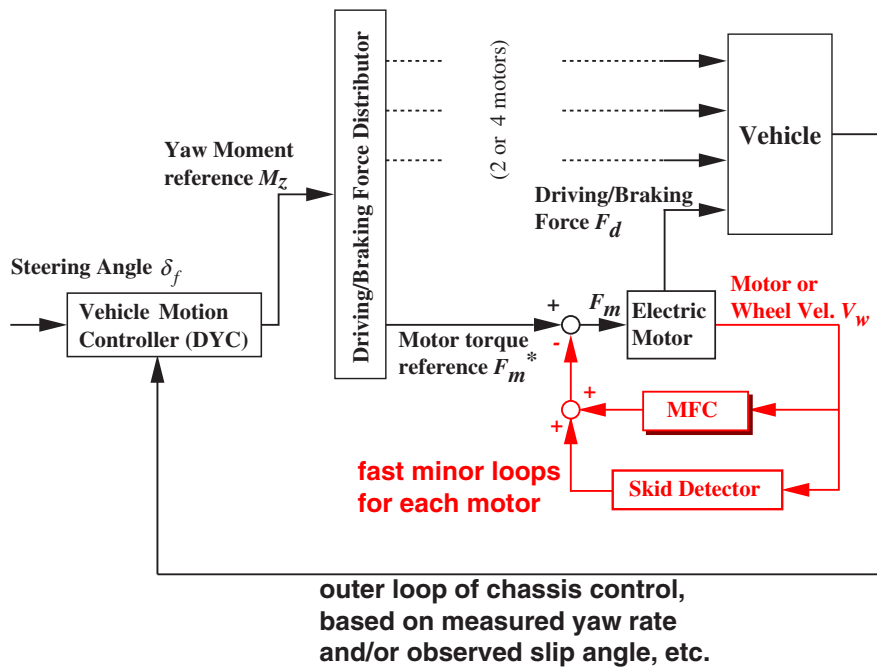 Driving/Braking Force Distributor
(2 or 4 motors)
Vehicle
Yaw Moment
reference Mz
Driving/Braking
Force Fd
Steering Angle δf
Vehicle Motion
Controller (DYC)
Motor torque
reference Fm*
+
-
Fm
Electric
Motor
Motor or
Wheel Vel. Vw
+
+
MFC
Skid Detector
fast minor loops
for each motor
outer loop of chassis control,
based on measured yaw rate
and/or observed slip angle, etc.